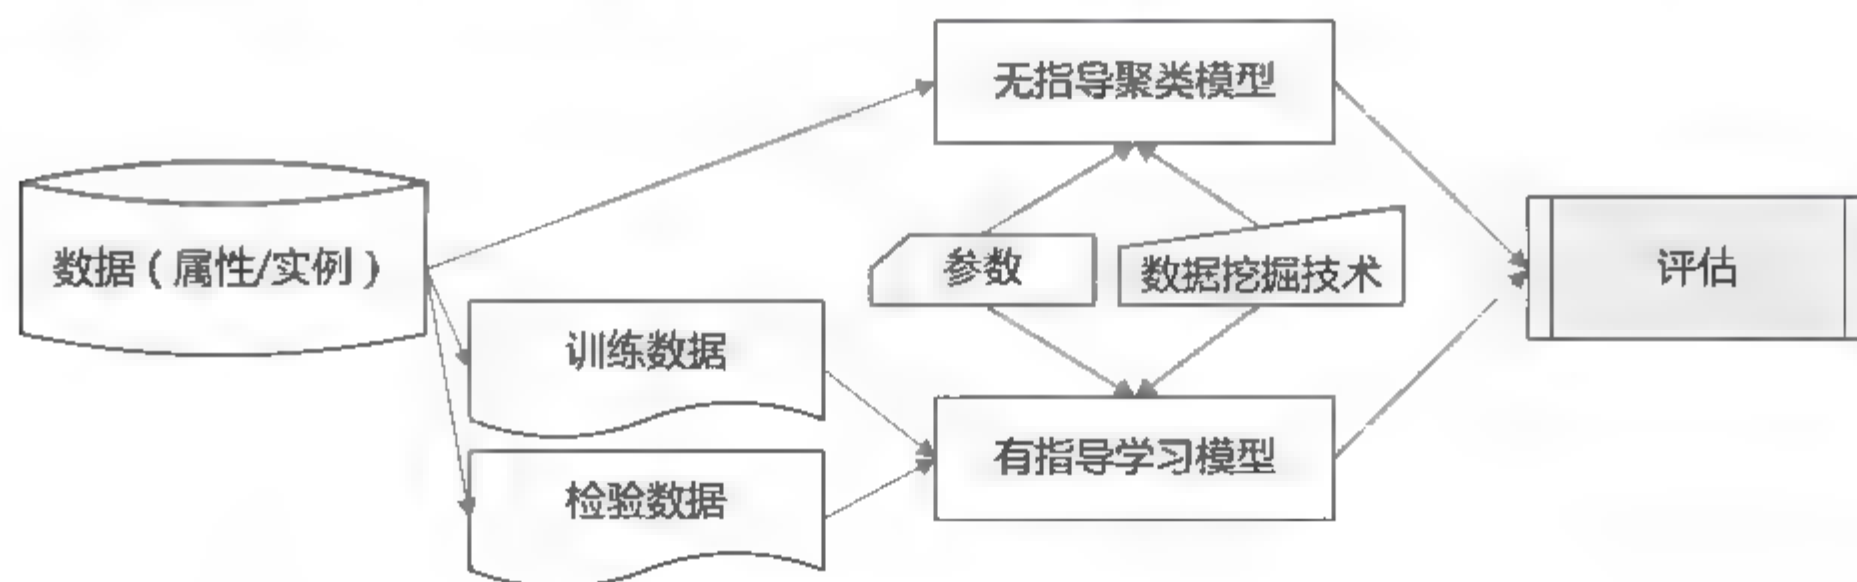 无指导聚类模型
数据（属性/实例）
参数
数据挖掘技术
评估
训练数据
有指导学习模型
检验数据